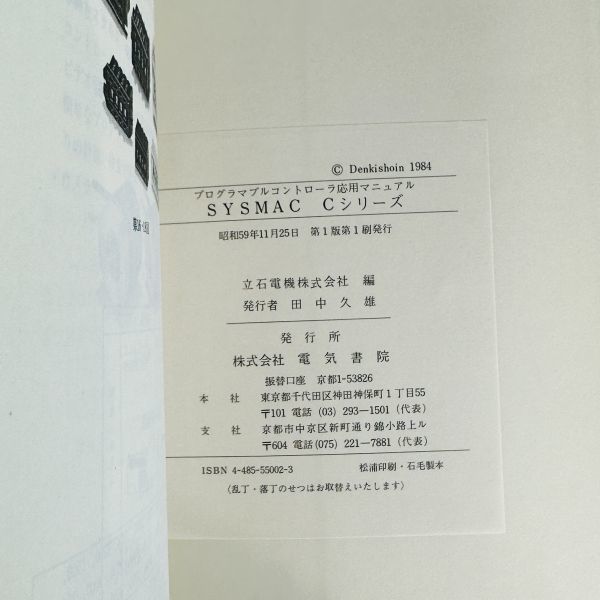 © Denkishoin 1984
プログラマブルコントローラ応用マニュアル
SYSMAC Cシリーズ
昭和59年11月25日 第1版第1刷発行
立石電機株式会社 編
発行者 田中久雄
発行所
株式会社 電気書院
振替口座 京都1-53826
本社 東京都千代田区神田神保町1丁目55
〒101 電話 (03) 293—1501 (代表)
支社 京都市中京区新町通り錦小路上ル
〒604 電話(075) 221—7881 (代表)
ISBN 4-485-55002-3 松浦印刷・石毛製本
(乱丁・落丁のせつはお取替えいたします)